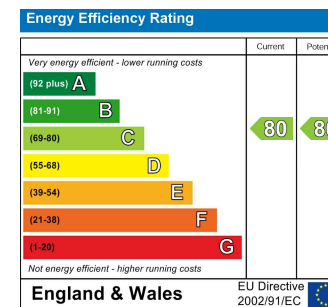 Energy Efficiency Rating
Current Poten
Very energy efficient - lower running costs
(92 plus) A
(81-91) B
(69-80) C
80 80
(55-68) D
(39-54) E
(21-38) F
(1-20) G
Not energy efficient - higher running costs
England & Wales
EU Directive
2002/91/EC